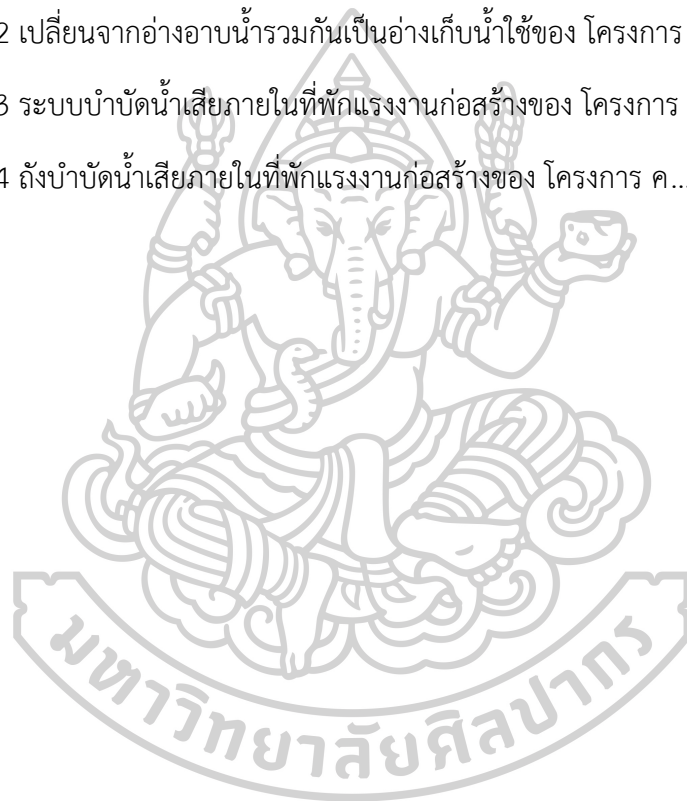 2 เปลี่ยนจากอ่างอาบน้ำรวมกันเป็นอ่างเก็บน้ำใช้ของ โครงการ
3 ระบบบำบัดน้ำเสียภายในที่พักแรงงานก่อสร้างของ โครงการ
4 ถังบำบัดน้ำเสียภายในที่พักแรงงานก่อสร้างของ โครงการ ค...
มหาวิทยาลัยศิลปากร